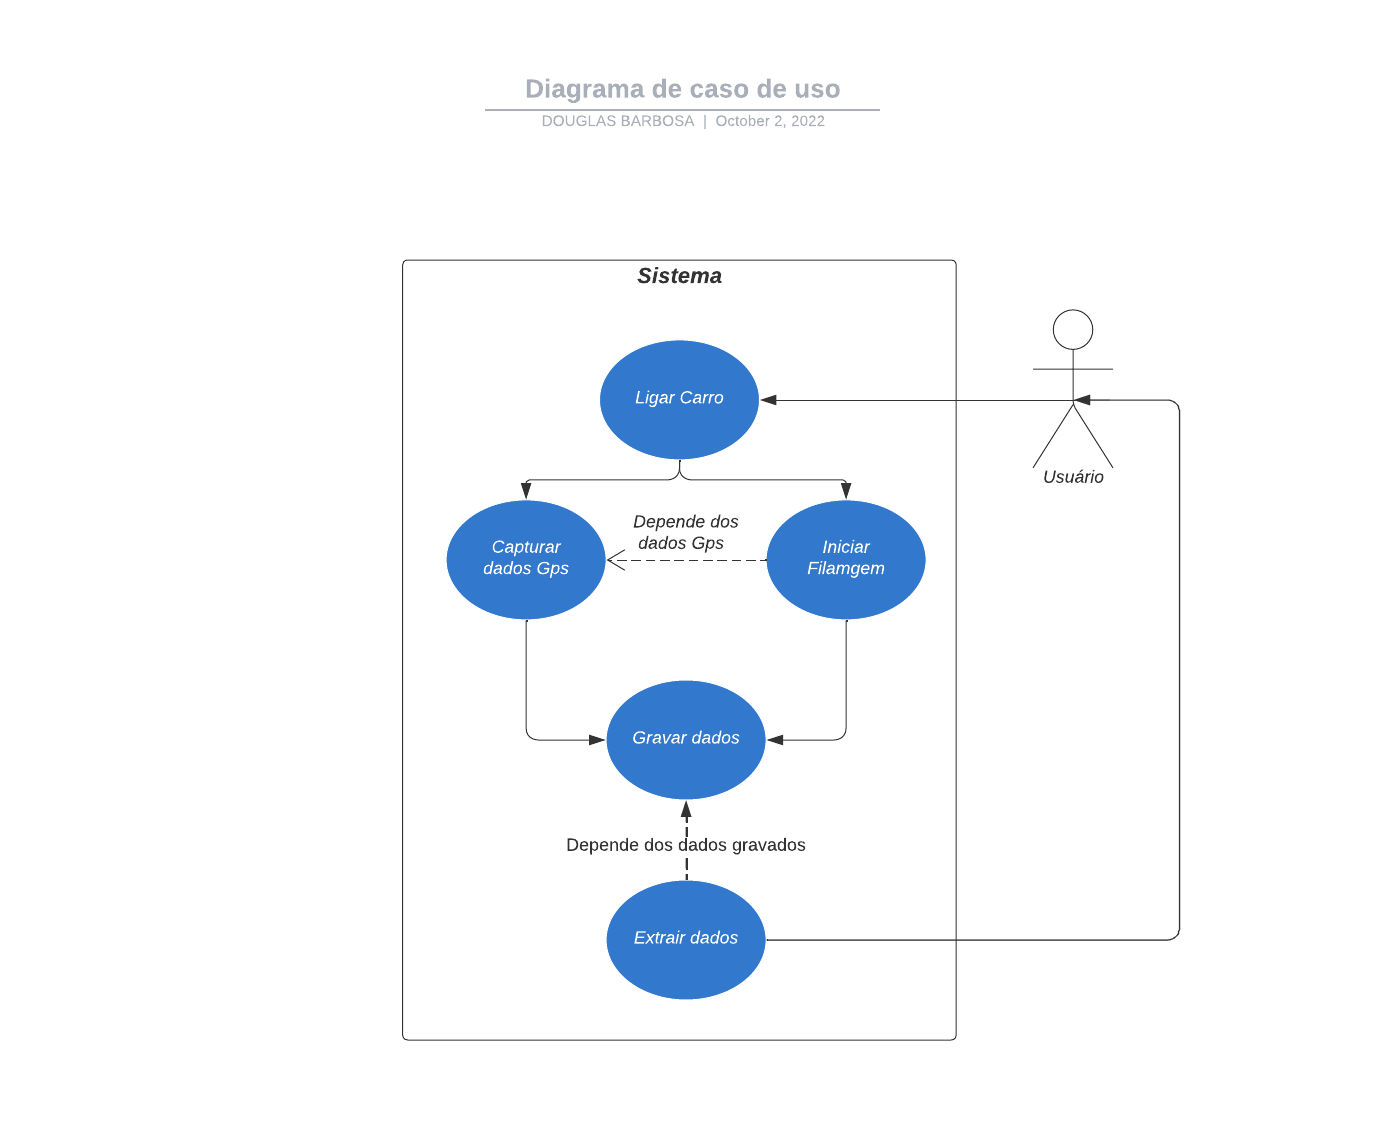 Diagrama de caso de uso
DOUGLAS BARBOSA | October 2, 2022
Sistema
Ligar Carro
Usuário
Depende dos
dados Gps
Capturar
dados Gps
Iniciar
Filamgem
Gravar dados
Depende dos dados gravados
Extrair dados